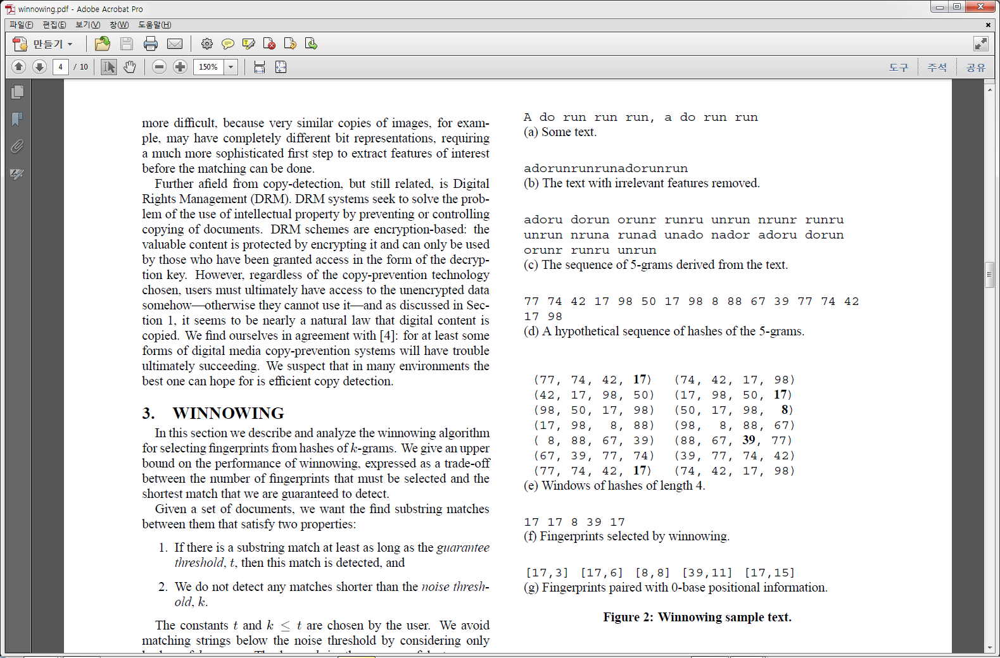 winnowing.pdf - Adobe Acrobat Pro
파일(F) 편집(E) 보기(V) 창(W) 도움말(H)
만들기
4 / 10 150% 도구 주석 공유
more difficult, because very similar copies of images, for exam-
ple, may have completely different bit representations, requiring
a much more sophisticated first step to extract features of interest
before the matching can be done.
Further afield from copy-detection, but still related, is Digital
Rights Management (DRM). DRM systems seek to solve the prob-
lem of the use of intellectual property by preventing or controlling
copying of documents. DRM schemes are encryption-based: the
valuable content is protected by encrypting it and can only be used
by those who have been granted access in the form of the decryp-
tion key. However, regardless of the copy-prevention technology
chosen, users must ultimately have access to the unencrypted data
somehow—otherwise they cannot use it—and as discussed in Sec-
tion 1, it seems to be nearly a natural law that digital content is
copied. We find ourselves in agreement with [4]: for at least some
forms of digital media copy-prevention systems will have trouble
ultimately succeeding. We suspect that in many environments the
best one can hope for is efficient copy detection.
3. WINNOWING
In this section we describe and analyze the winnowing algorithm
for selecting fingerprints from hashes of k-grams. We give an upper
bound on the performance of winnowing, expressed as a trade-off
between the number of fingerprints that must be selected and the
shortest match that we are guaranteed to detect.
Given a set of documents, we want the find substring matches
between them that satisfy two properties:
1. If there is a substring match at least as long as the guarantee
threshold, t, then this match is detected, and
2. We do not detect any matches shorter than the noise thresh-
old, k.
The constants t and k ≤ t are chosen by the user. We avoid
matching strings below the noise threshold by considering only
A do run run run, a do run run
(a) Some text.
adorunrunrunadorunrun
(b) The text with irrelevant features removed.
adoru dorun orunr runru unrun nrunr runru
unrun nruna runad unado nador adoru dorun
orunr runru unrun
(c) The sequence of 5-grams derived from the text.
77 74 42 17 98 50 17 98 8 88 67 39 77 74 42
17 98
(d) A hypothetical sequence of hashes of the 5-grams.
(77, 74, 42, 17) (74, 42, 17, 98)
(42, 17, 98, 50) (17, 98, 50, 17)
(98, 50, 17, 98) (50, 17, 98, 8)
(17, 98, 8, 88) (98, 8, 88, 67)
( 8, 88, 67, 39) (88, 67, 39, 77)
(67, 39, 77, 74) (39, 77, 74, 42)
(77, 74, 42, 17) (74, 42, 17, 98)
(e) Windows of hashes of length 4.
17 17 8 39 17
(f) Fingerprints selected by winnowing.
[17,3] [17,6] [8,8] [39,11] [17,15]
(g) Fingerprints paired with 0-base positional information.
Figure 2: Winnowing sample text.